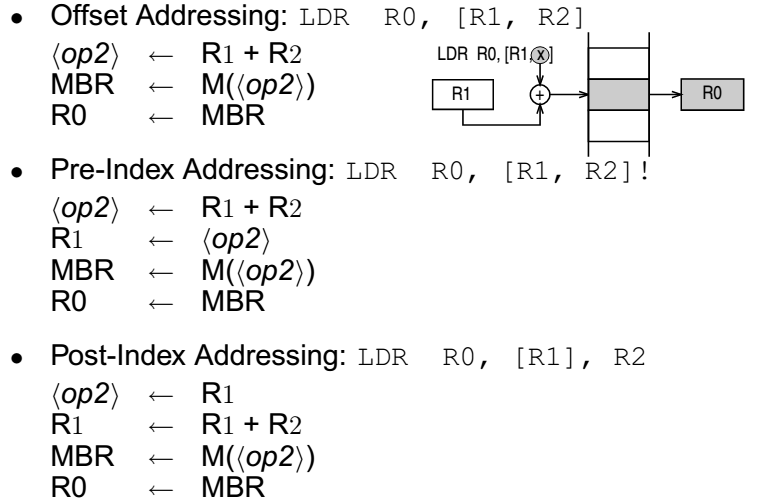 • Offset Addressing: LDR R0, [R1, R2]
⟨op2⟩ ← R1 + R2
MBR ← M(⟨op2⟩)
R0 ← MBR
LDR R0, [R1, X]
R1
+
R0
• Pre-Index Addressing: LDR R0, [R1, R2]!
⟨op2⟩ ← R1 + R2
R1 ← ⟨op2⟩
MBR ← M(⟨op2⟩)
R0 ← MBR
• Post-Index Addressing: LDR R0, [R1], R2
⟨op2⟩ ← R1
R1 ← R1 + R2
MBR ← M(⟨op2⟩)
R0 ← MBR